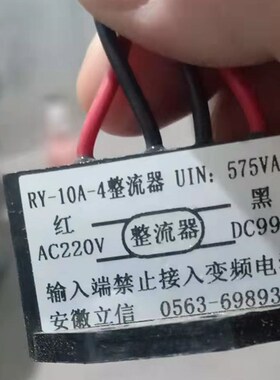 RY-10A-4整流器 UIN: 575VA
红 黑
AC220V 整流器 DC99
输入端禁止接入变频电
安徽立信 0563-69893